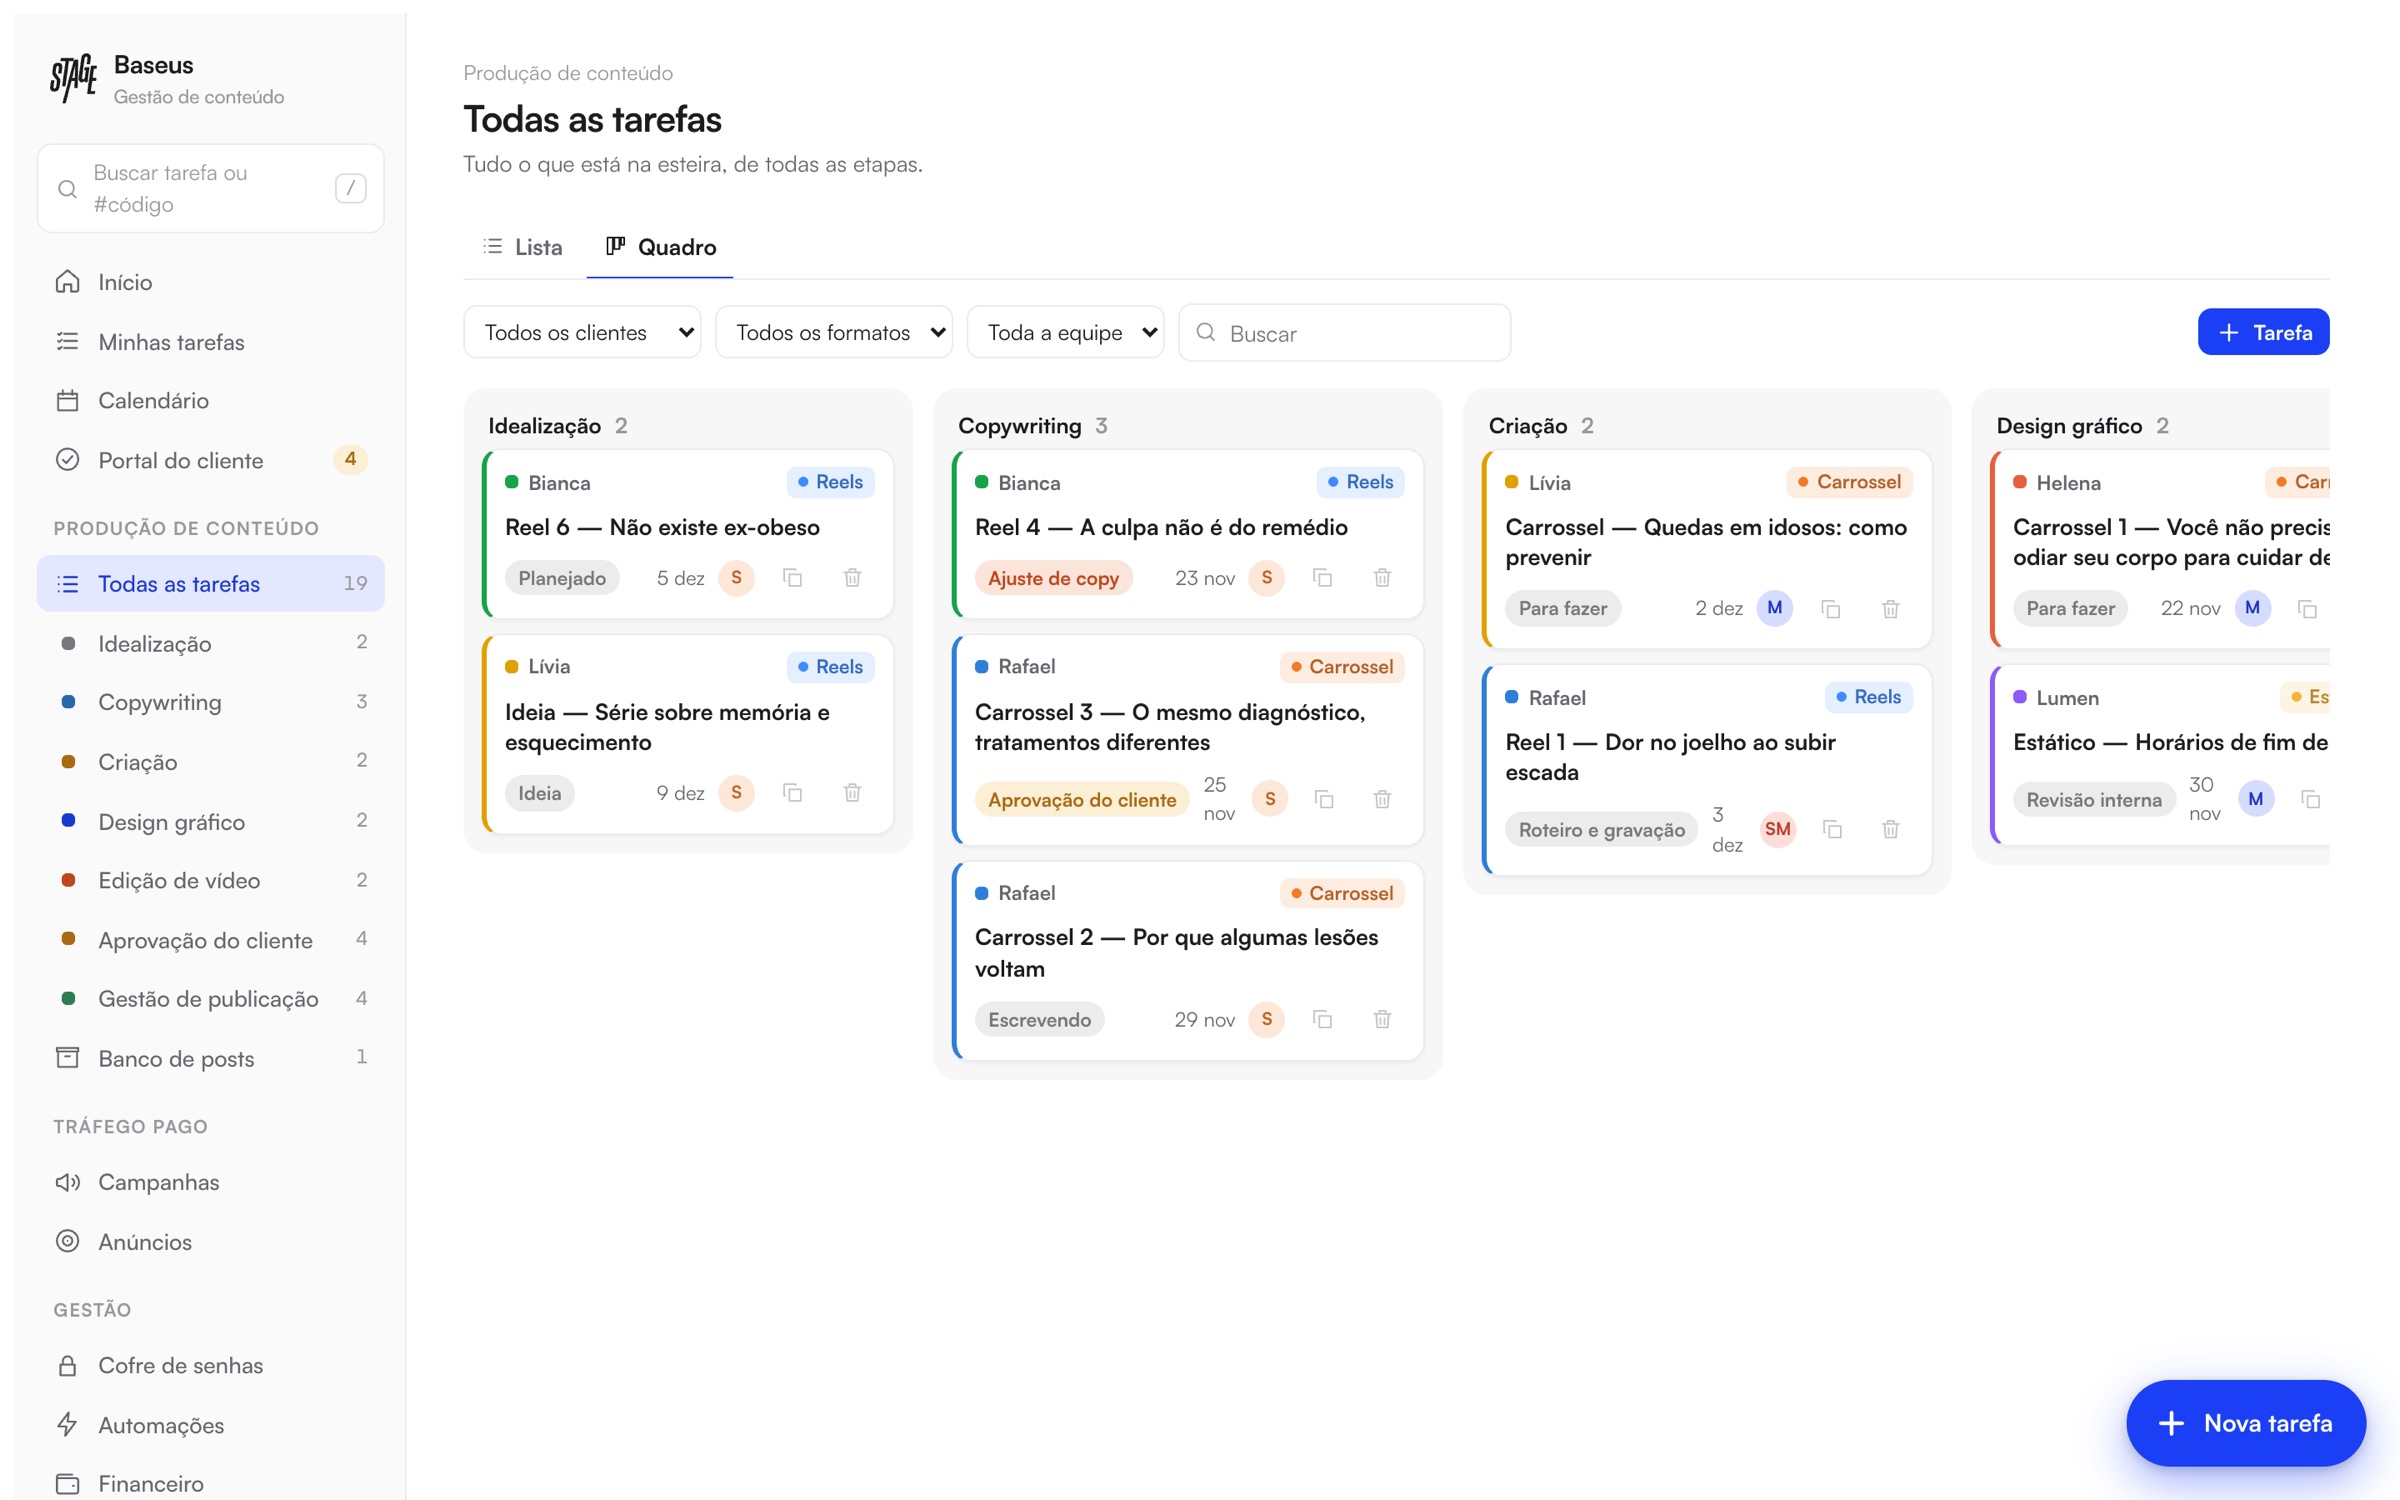 STAGE
Baseus
Gestão de conteúdo
Buscar tarefa ou
#código
/
Início
Minhas tarefas
Calendário
Portal do cliente 4
PRODUÇÃO DE CONTEÚDO
Todas as tarefas 19
Idealização 2
Copywriting 3
Criação 2
Design gráfico 2
Edição de vídeo 2
Aprovação do cliente 4
Gestão de publicação 4
Banco de posts 1
TRÁFEGO PAGO
Campanhas
Anúncios
GESTÃO
Cofre de senhas
Automações
Financeiro
Produção de conteúdo
Todas as tarefas
Tudo o que está na esteira, de todas as etapas.
Lista Quadro
Todos os clientes Todos os formatos Toda a equipe Buscar + Tarefa
Idealização 2
Bianca Reels
Reel 6 — Não existe ex-obeso
Planejado 5 dez S
Lívia Reels
Ideia — Série sobre memória e
esquecimento
Ideia 9 dez S
Copywriting 3
Bianca Reels
Reel 4 — A culpa não é do remédio
Ajuste de copy 23 nov S
Rafael Carrossel
Carrossel 3 — O mesmo diagnóstico,
tratamentos diferentes
Aprovação do cliente 25
nov S
Rafael Carrossel
Carrossel 2 — Por que algumas lesões
voltam
Escrevendo 29 nov S
Criação 2
Lívia Carrossel
Carrossel — Quedas em idosos: como
prevenir
Para fazer 2 dez M
Rafael Reels
Reel 1 — Dor no joelho ao subir
escada
Roteiro e gravação 3
dez SM
Design gráfico 2
Helena Carr
Carrossel 1 — Você não precis
odiar seu corpo para cuidar de
Para fazer 22 nov M
Lumen Es
Estático — Horários de fim de
Revisão interna 30
nov M
+ Nova tarefa